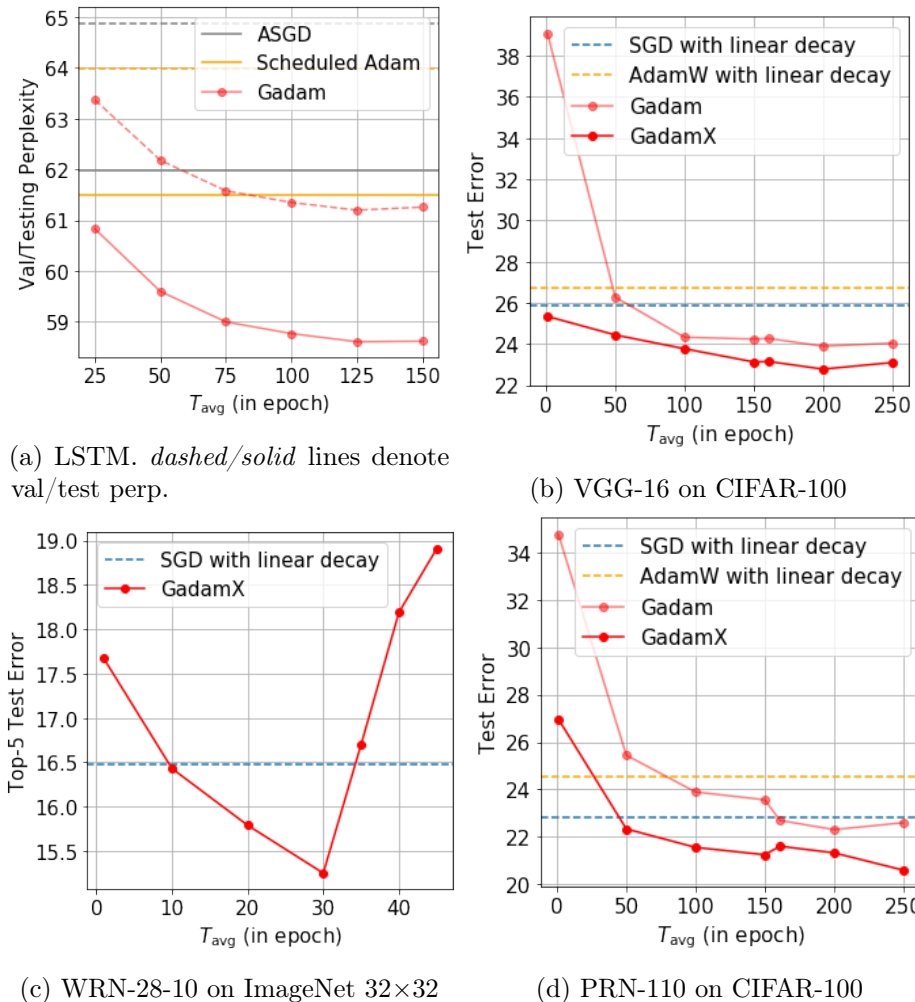 65
64
63
62
61
60
59
25 50 75 100 125 150
Val/Testing Perplexity
T_avg (in epoch)
ASGD
Scheduled Adam
Gadam
(a) LSTM. dashed/solid lines denote
val/test perp.
38
36
34
32
30
28
26
24
22
0 50 100 150 200 250
Test Error
T_avg (in epoch)
SGD with linear decay
AdamW with linear decay
Gadam
GadamX
(b) VGG-16 on CIFAR-100
19.0
18.5
18.0
17.5
17.0
16.5
16.0
15.5
0 10 20 30 40
Top-5 Test Error
T_avg (in epoch)
SGD with linear decay
GadamX
(c) WRN-28-10 on ImageNet 32×32
34
32
30
28
26
24
22
20
0 50 100 150 200 250
Test Error
T_avg (in epoch)
SGD with linear decay
AdamW with linear decay
Gadam
GadamX
(d) PRN-110 on CIFAR-100